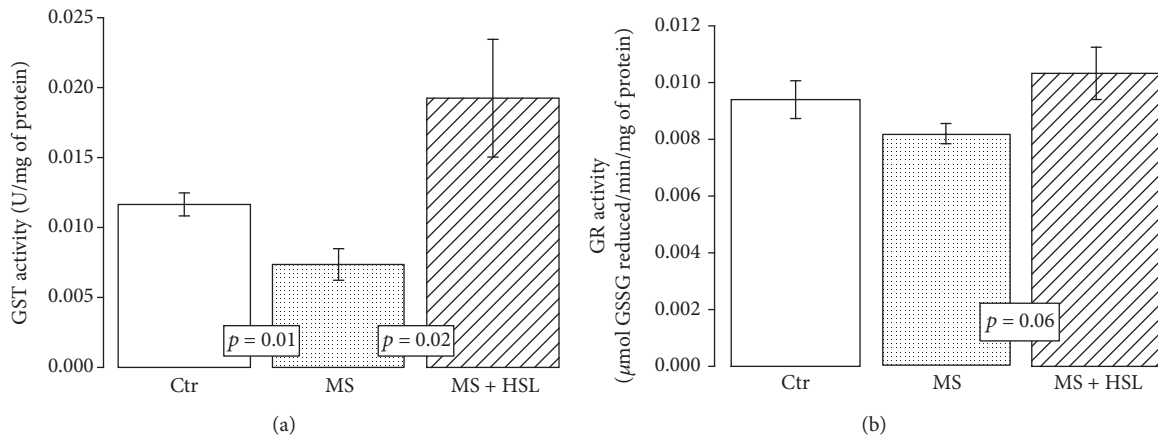 GST activity (U/mg of protein)
0.025
0.020
0.015
0.010
0.005
0.000
p = 0.01
p = 0.02
Ctr
MS
MS + HSL
(a)
GR activity
(μmol GSSG reduced/min/mg of protein)
0.012
0.010
0.008
0.006
0.004
0.002
0.000
p = 0.06
Ctr
MS
MS + HSL
(b)